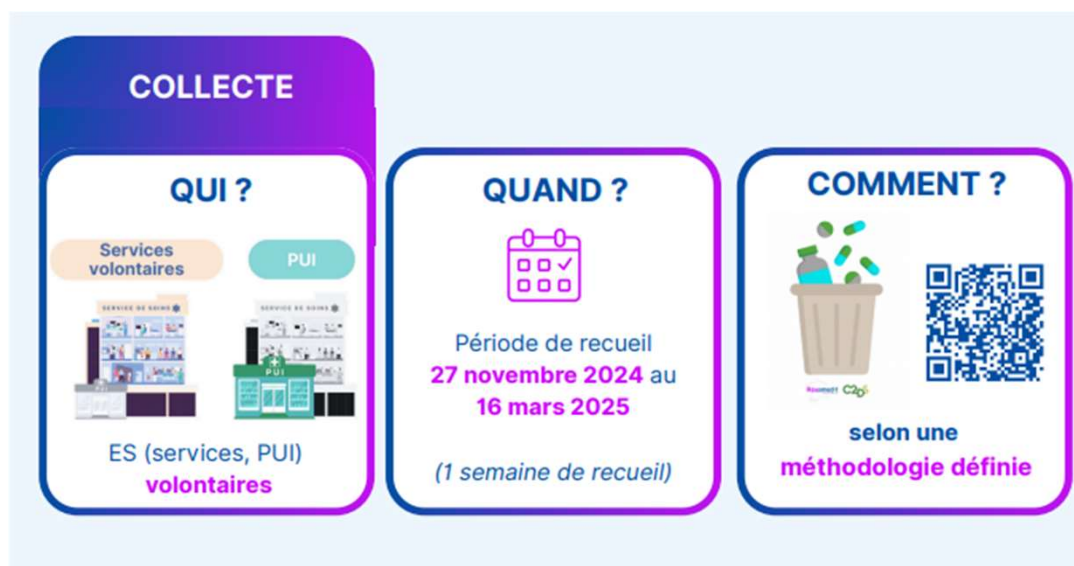 COLLECTE
QUI ?
Services
volontaires
PUI
SERVICE DE SOINS
SERVICE DE SOINS
PUI
ES (services, PUI)
volontaires
QUAND ?
Période de recueil
27 novembre 2024 au
16 mars 2025
(1 semaine de recueil)
COMMENT ?
C2DS
selon une
méthodologie définie